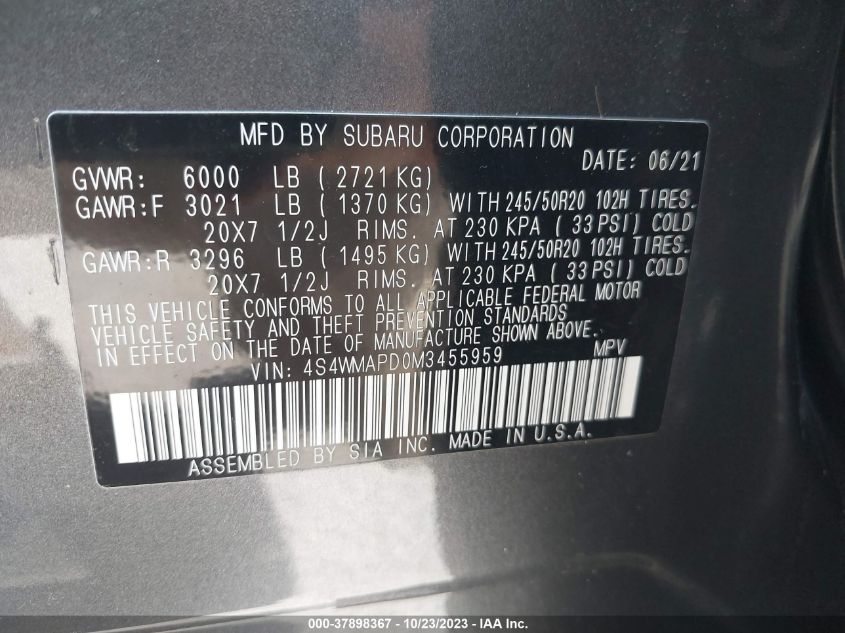 MFD BY SUBARU CORPORATION
DATE: 06/21
GVWR: 6000 LB ( 2721 KG)
GAWR:F 3021 LB ( 1370 KG) WITH 245/50R20 102H TIRES.
20X7 1/2J RIMS. AT 230 KPA ( 33 PSI) COLD
GAWR:R 3296 LB ( 1495 KG) WITH 245/50R20 102H TIRES.
20X7 1/2J RIMS. AT 230 KPA ( 33 PSI) COLD
THIS VEHICLE CONFORMS TO ALL APPLICABLE FEDERAL MOTOR
VEHICLE SAFETY AND THEFT PREVENTION STANDARDS
IN EFFECT ON THE DATE OF MANUFACTURE SHOWN ABOVE.
VIN: 4S4WMAPD0M3455959 MPV
ASSEMBLED BY SIA INC. MADE IN U.S.A.
000-37898367 - 10/23/2023 - IAA Inc.